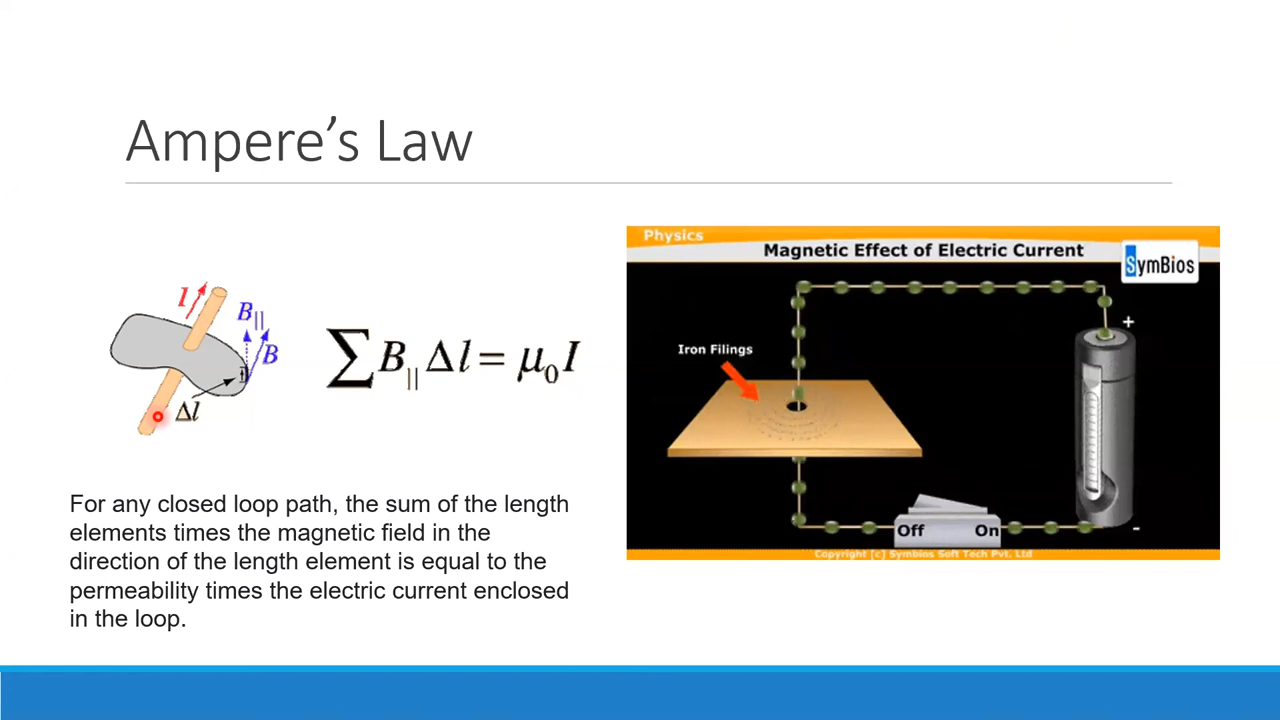 Ampere’s Law
I
B||
B
Δl
∑ B|| Δl = μ0 I
For any closed loop path, the sum of the length
elements times the magnetic field in the
direction of the length element is equal to the
permeability times the electric current enclosed
in the loop.
Physics
Magnetic Effect of Electric Current
SymBios
+
Iron Filings
Off On
-
Copyright (c) Symbios Soft Tech Pvt. Ltd